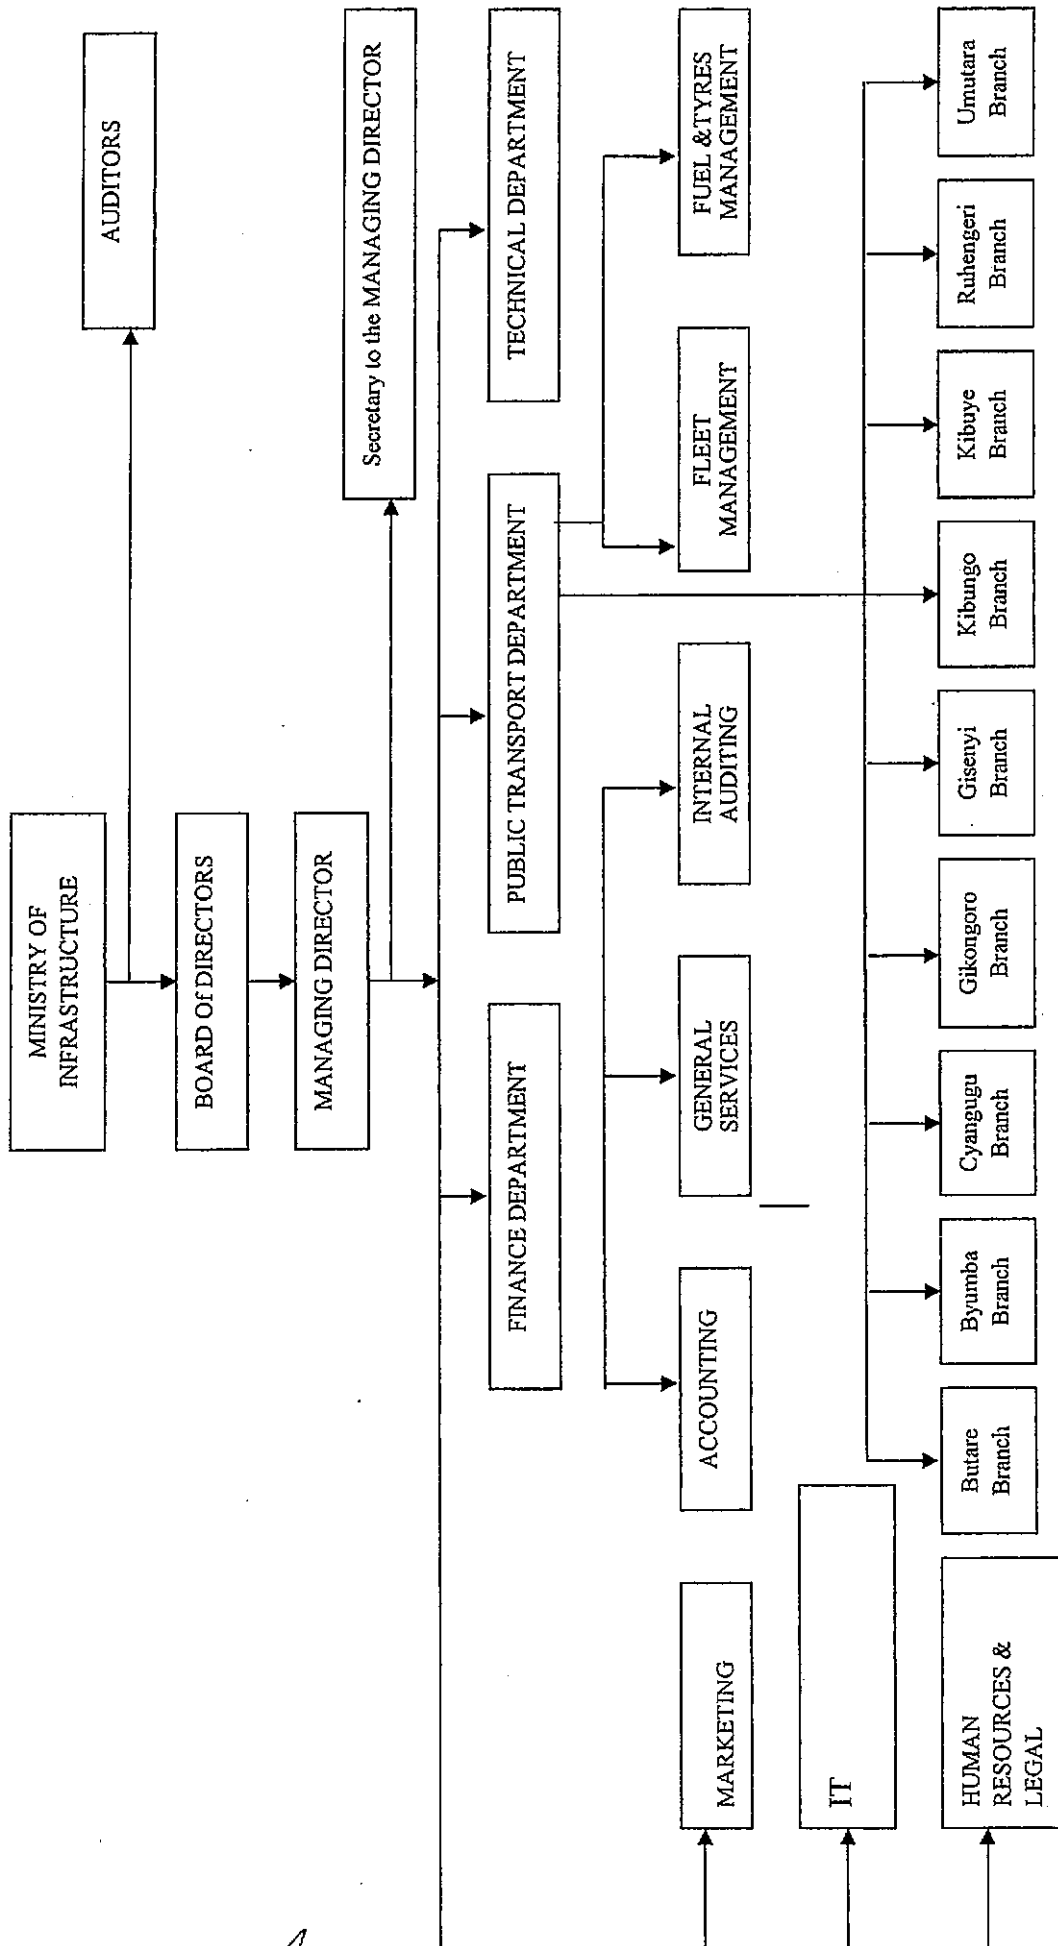 MINISTRY OF
INFRASTRUCTURE
AUDITORS
BOARD Of DIRECTORS
MANAGING DIRECTOR
Secretary to the MANAGING DIRECTOR
FINANCE DEPARTMENT
PUBLIC TRANSPORT DEPARTMENT
TECHNICAL DEPARTMENT
MARKETING
ACCOUNTING
GENERAL
SERVICES
INTERNAL
AUDITING
FLEET
MANAGEMENT
FUEL &TYRES
MANAGEMENT
IT
HUMAN
RESOURCES &
LEGAL
Butare
Branch
Byumba
Branch
Cyangugu
Branch
Gikongoro
Branch
Gisenyi
Branch
Kibungo
Branch
Kibuye
Branch
Ruhengeri
Branch
Umutara
Branch